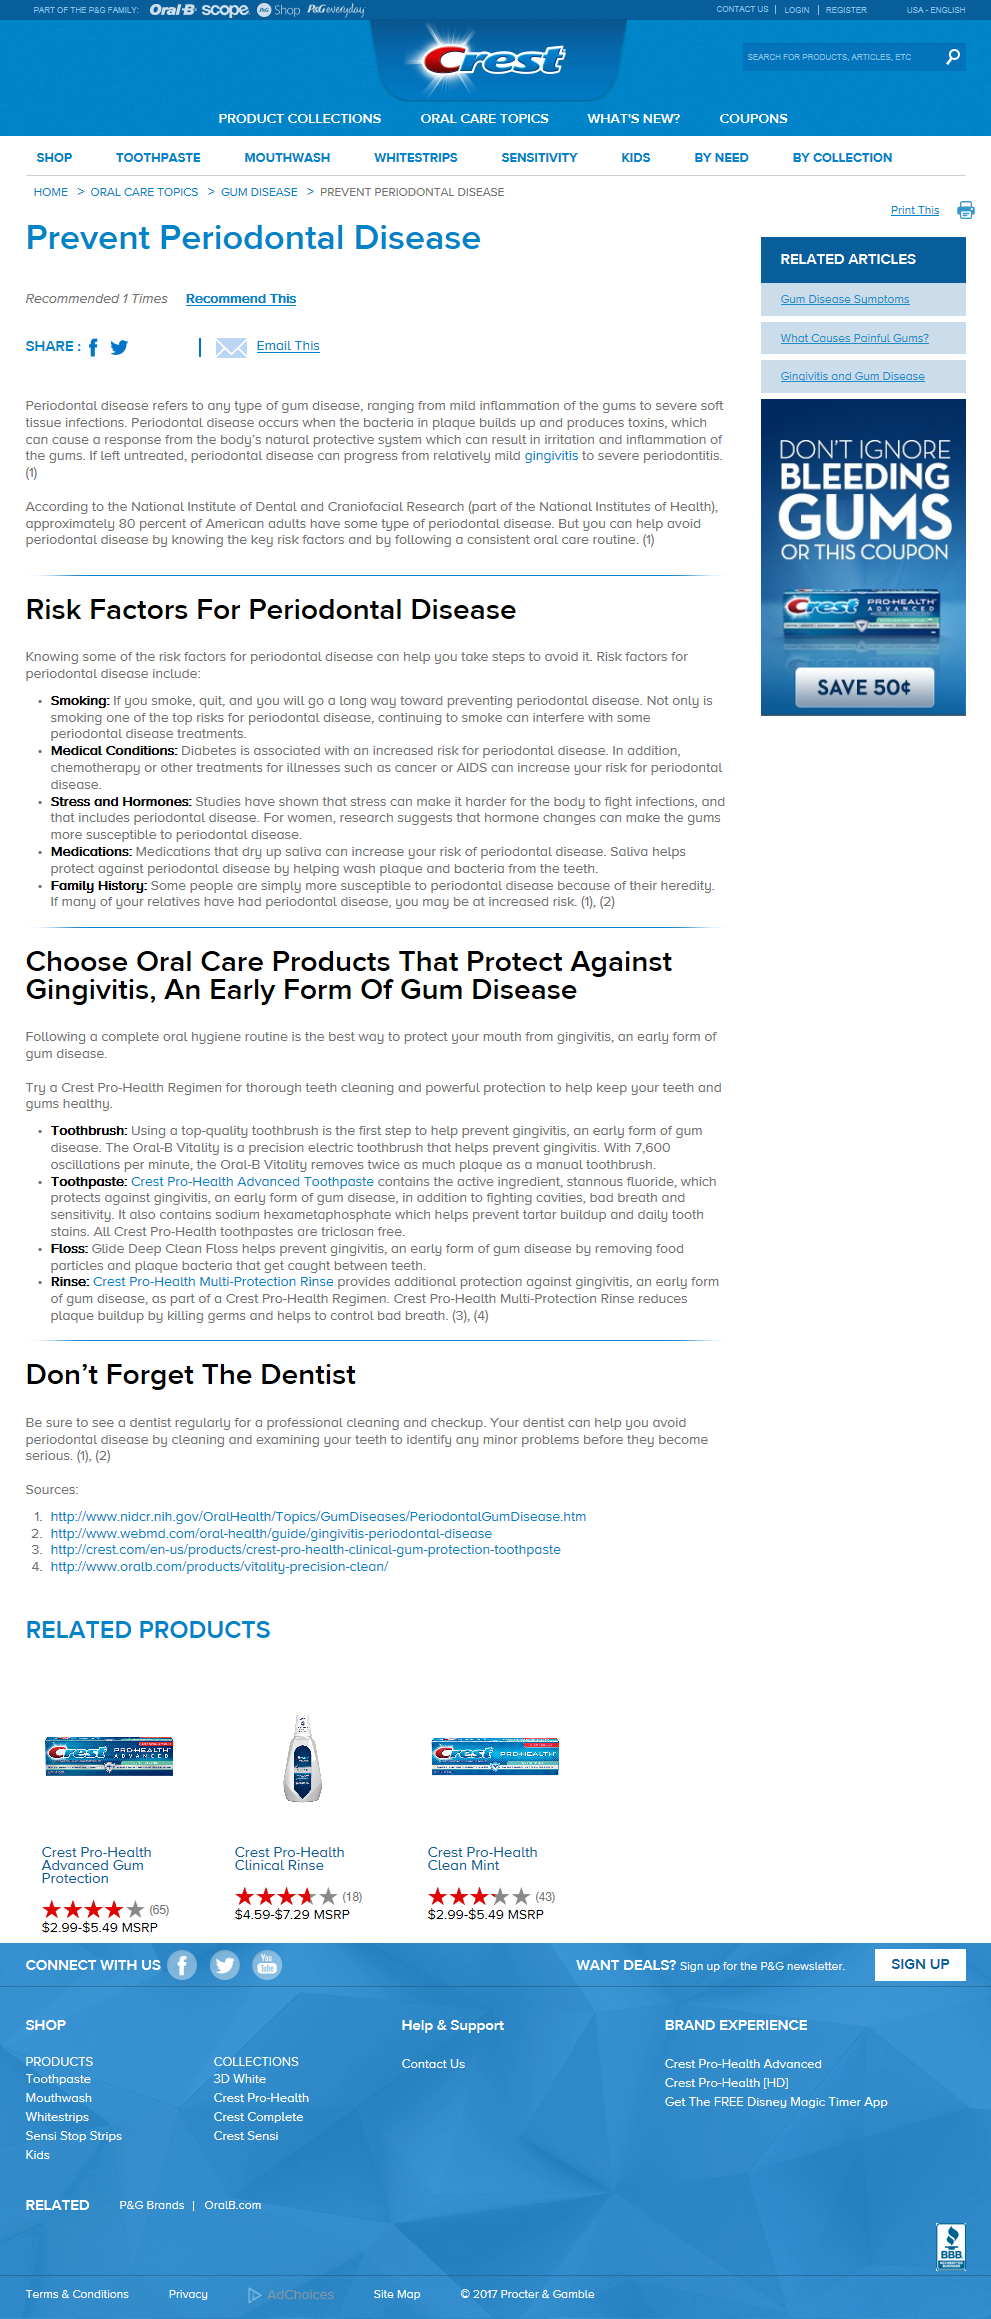 PART OF THE P&G FAMILY: Oral-B scope. P&G Shop P&G everyday
CONTACT US | LOGIN | REGISTER USA - ENGLISH
Crest
SEARCH FOR PRODUCTS, ARTICLES, ETC
PRODUCT COLLECTIONS ORAL CARE TOPICS WHAT'S NEW? COUPONS
SHOP TOOTHPASTE MOUTHWASH WHITESTRIPS SENSITIVITY KIDS BY NEED BY COLLECTION
HOME > ORAL CARE TOPICS > GUM DISEASE > PREVENT PERIODONTAL DISEASE
Print This
Prevent Periodontal Disease
Recommended 1 Times Recommend This
SHARE : | Email This
Periodontal disease refers to any type of gum disease, ranging from mild inflammation of the gums to severe soft
tissue infections. Periodontal disease occurs when the bacteria in plaque builds up and produces toxins, which
can cause a response from the body's natural protective system which can result in irritation and inflammation of
the gums. If left untreated, periodontal disease can progress from relatively mild gingivitis to severe periodontitis.
(1)
According to the National Institute of Dental and Craniofacial Research (part of the National Institutes of Health),
approximately 80 percent of American adults have some type of periodontal disease. But you can help avoid
periodontal disease by knowing the key risk factors and by following a consistent oral care routine. (1)
RELATED ARTICLES
Gum Disease Symptoms
What Causes Painful Gums?
Gingivitis and Gum Disease
DON'T IGNORE
BLEEDING
GUMS
OR THIS COUPON
Crest PRO-HEALTH
ADVANCED
SAVE 50¢
Risk Factors For Periodontal Disease
Knowing some of the risk factors for periodontal disease can help you take steps to avoid it. Risk factors for
periodontal disease include:
• Smoking: If you smoke, quit, and you will go a long way toward preventing periodontal disease. Not only is
smoking one of the top risks for periodontal disease, continuing to smoke can interfere with some
periodontal disease treatments.
• Medical Conditions: Diabetes is associated with an increased risk for periodontal disease. In addition,
chemotherapy or other treatments for illnesses such as cancer or AIDS can increase your risk for periodontal
disease.
• Stress and Hormones: Studies have shown that stress can make it harder for the body to fight infections, and
that includes periodontal disease. For women, research suggests that hormone changes can make the gums
more susceptible to periodontal disease.
• Medications: Medications that dry up saliva can increase your risk of periodontal disease. Saliva helps
protect against periodontal disease by helping wash plaque and bacteria from the teeth.
• Family History: Some people are simply more susceptible to periodontal disease because of their heredity.
If many of your relatives have had periodontal disease, you may be at increased risk. (1), (2)
Choose Oral Care Products That Protect Against
Gingivitis, An Early Form Of Gum Disease
Following a complete oral hygiene routine is the best way to protect your mouth from gingivitis, an early form of
gum disease.
Try a Crest Pro-Health Regimen for thorough teeth cleaning and powerful protection to help keep your teeth and
gums healthy.
• Toothbrush: Using a top-quality toothbrush is the first step to help prevent gingivitis, an early form of gum
disease. The Oral-B Vitality is a precision electric toothbrush that helps prevent gingivitis. With 7,600
oscillations per minute, the Oral-B Vitality removes twice as much plaque as a manual toothbrush.
• Toothpaste: Crest Pro-Health Advanced Toothpaste contains the active ingredient, stannous fluoride, which
protects against gingivitis, an early form of gum disease, in addition to fighting cavities, bad breath and
sensitivity. It also contains sodium hexametaphosphate which helps prevent tartar buildup and daily tooth
stains. All Crest Pro-Health toothpastes are triclosan free.
• Floss: Glide Deep Clean Floss helps prevent gingivitis, an early form of gum disease by removing food
particles and plaque bacteria that get caught between teeth.
• Rinse: Crest Pro-Health Multi-Protection Rinse provides additional protection against gingivitis, an early form
of gum disease, as part of a Crest Pro-Health Regimen. Crest Pro-Health Multi-Protection Rinse reduces
plaque buildup by killing germs and helps to control bad breath. (3), (4)
Don't Forget The Dentist
Be sure to see a dentist regularly for a professional cleaning and checkup. Your dentist can help you avoid
periodontal disease by cleaning and examining your teeth to identify any minor problems before they become
serious. (1), (2)
Sources:
1. http://www.nidcr.nih.gov/OralHealth/Topics/GumDiseases/PeriodontalGumDisease.htm
2. http://www.webmd.com/oral-health/guide/gingivitis-periodontal-disease
3. http://crest.com/en-us/products/crest-pro-health-clinical-gum-protection-toothpaste
4. http://www.oralb.com/products/vitality-precision-clean/
RELATED PRODUCTS
Crest PRO-HEALTH ADVANCED
Crest PRO-HEALTH
Crest Pro-Health
Advanced Gum
Protection
(65)
$2.99-$5.49 MSRP
Crest Pro-Health
Clinical Rinse
(18)
$4.59-$7.29 MSRP
Crest Pro-Health
Clean Mint
(43)
$2.99-$5.49 MSRP
CONNECT WITH US You Tube
WANT DEALS? Sign up for the P&G newsletter. SIGN UP
SHOP
PRODUCTS
Toothpaste
Mouthwash
Whitestrips
Sensi Stop Strips
Kids
COLLECTIONS
3D White
Crest Pro-Health
Crest Complete
Crest Sensi
Help & Support
Contact Us
BRAND EXPERIENCE
Crest Pro-Health Advanced
Crest Pro-Health [HD]
Get The FREE Disney Magic Timer App
RELATED P&G Brands | OralB.com
BBB
Terms & Conditions Privacy AdChoices Site Map © 2017 Procter & Gamble